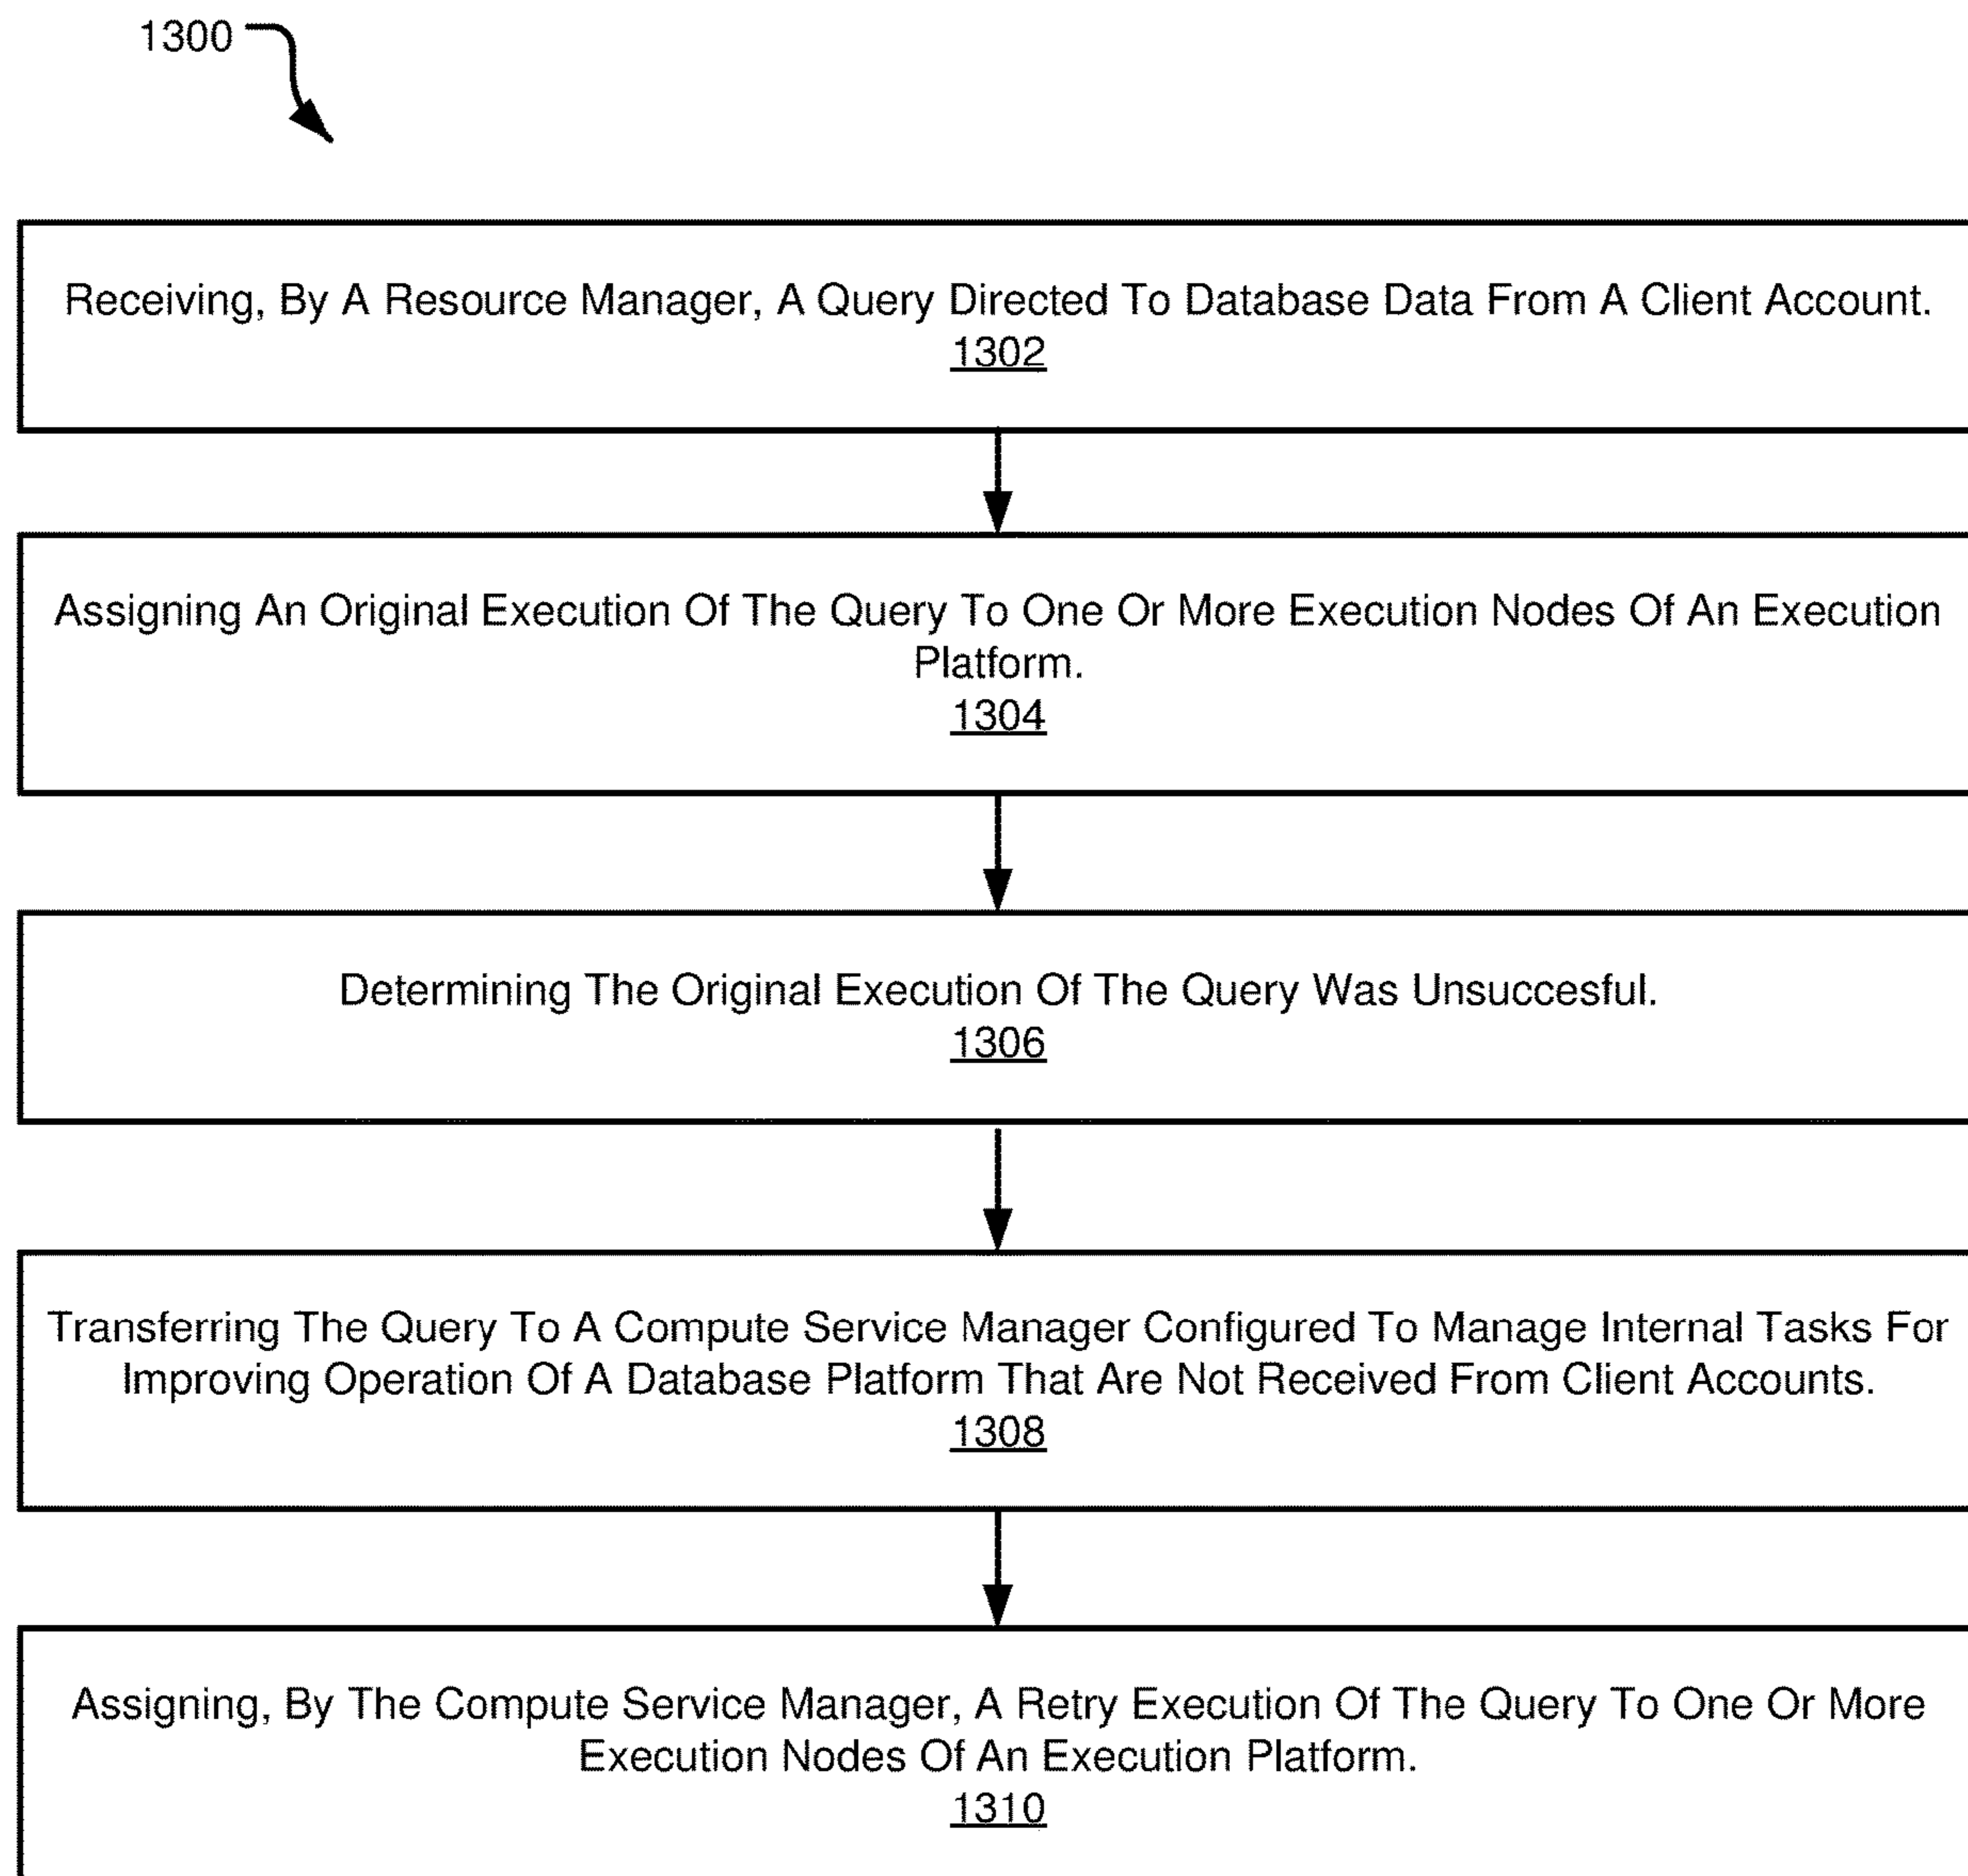 1300
Receiving, By A Resource Manager, A Query Directed To Database Data From A Client Account.
1302
Assigning An Original Execution Of The Query To One Or More Execution Nodes Of An Execution
Platform.
1304
Determining The Original Execution Of The Query Was Unsuccesful.
1306
Transferring The Query To A Compute Service Manager Configured To Manage Internal Tasks For
Improving Operation Of A Database Platform That Are Not Received From Client Accounts.
1308
Assigning, By The Compute Service Manager, A Retry Execution Of The Query To One Or More
Execution Nodes Of An Execution Platform.
1310